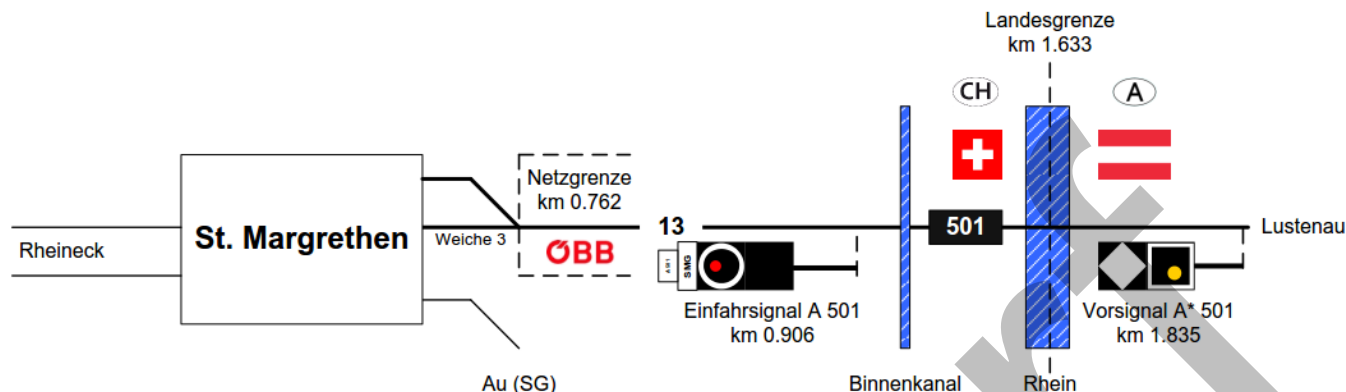 Landesgrenze
km 1.633
CH
A
Netzgrenze
km 0.762
St. Margrethen
Rheineck
Weiche 3
ÖBB
13
501
Lustenau
A 501
SMG
Einfahrsignal A 501
km 0.906
Vorsignal A* 501
km 1.835
Au (SG)
Binnenkanal
Rhein